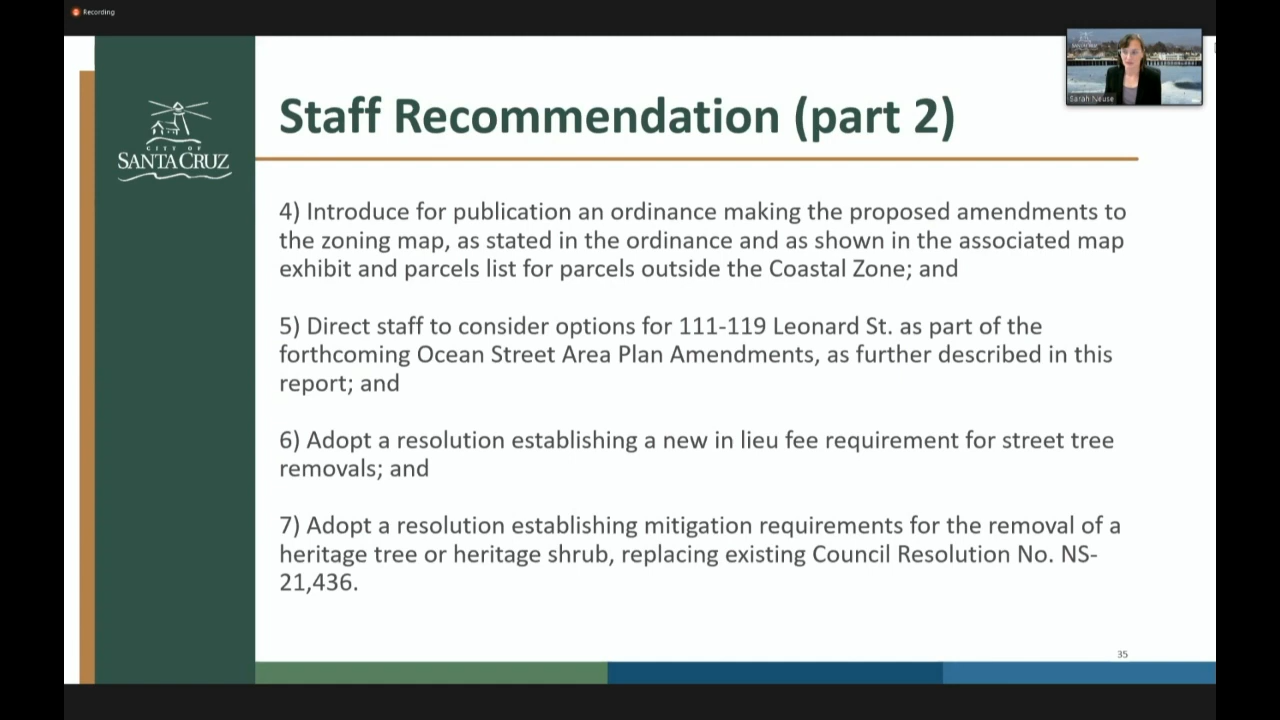 Recording
Sarah Neuse
CITY OF
SANTA CRUZ
Staff Recommendation (part 2)
4) Introduce for publication an ordinance making the proposed amendments to
the zoning map, as stated in the ordinance and as shown in the associated map
exhibit and parcels list for parcels outside the Coastal Zone; and
5) Direct staff to consider options for 111-119 Leonard St. as part of the
forthcoming Ocean Street Area Plan Amendments, as further described in this
report; and
6) Adopt a resolution establishing a new in lieu fee requirement for street tree
removals; and
7) Adopt a resolution establishing mitigation requirements for the removal of a
heritage tree or heritage shrub, replacing existing Council Resolution No. NS-
21,436.
35